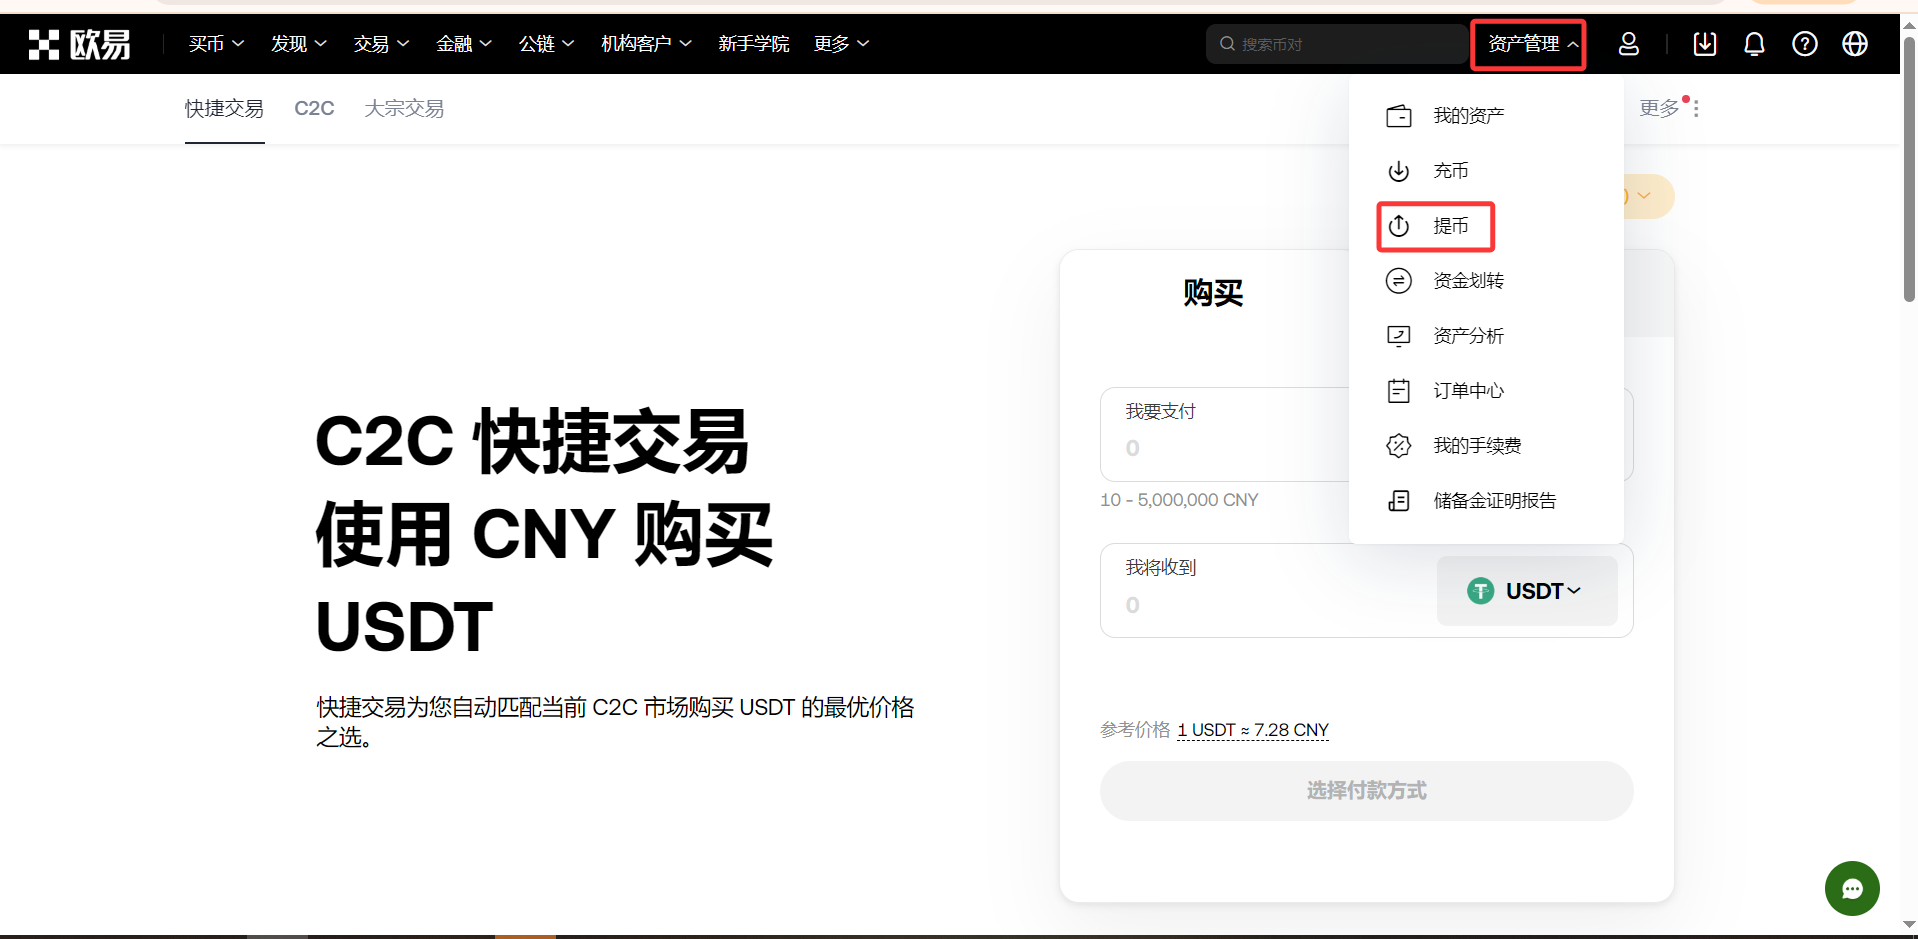 欧易 买币 发现 交易 金融 公链 机构客户 新手学院 更多 搜索币对 资产管理
快捷交易 C2C 大宗交易 更多
我的资产
充币
提币
资金划转
资产分析
订单中心
我的手续费
储备金证明报告
购买
我要支付
0
10 - 5,000,000 CNY
我将收到
0
USDT
参考价格 1 USDT ≈ 7.28 CNY
选择付款方式
C2C 快捷交易
使用 CNY 购买
USDT
快捷交易为您自动匹配当前 C2C 市场购买 USDT 的最优价格
之选。